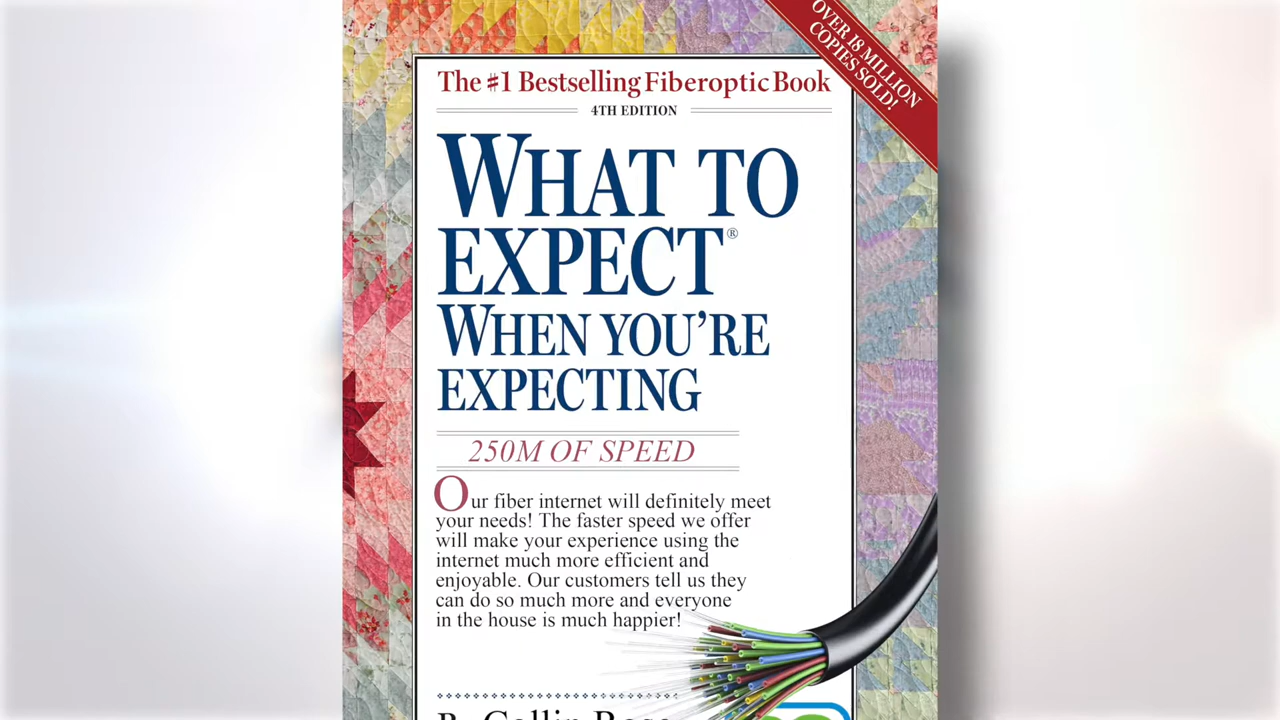 OVER 18 MILLION
COPIES SOLD!
The #1 Bestselling Fiberoptic Book
4TH EDITION
WHAT TO
EXPECT®
WHEN YOU'RE
EXPECTING
250M OF SPEED
Our fiber internet will definitely meet
your needs! The faster speed we offer
will make your experience using the
internet much more efficient and
enjoyable. Our customers tell us they
can do so much more and everyone
in the house is much happier!